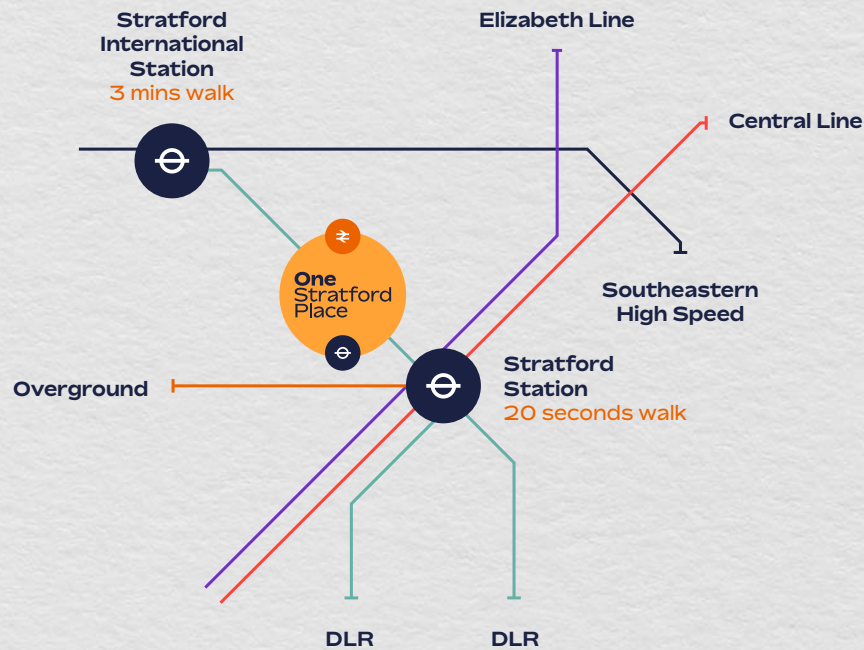 Stratford
International
Station
3 mins walk
Elizabeth Line
Central Line
One
Stratford
Place
Southeastern
High Speed
Overground
Stratford
Station
20 seconds walk
DLR
DLR